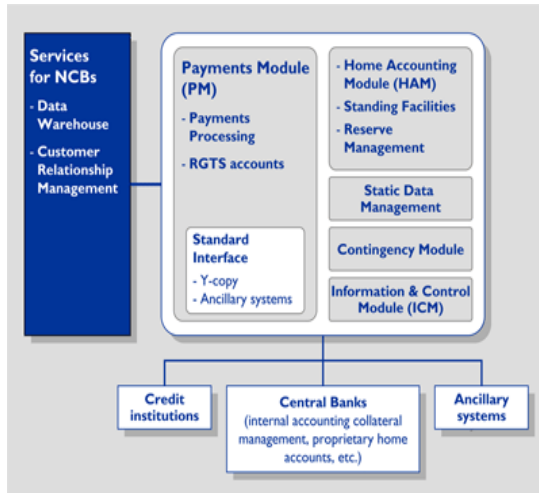 Services
for NCBs
- Data
Warehouse
- Customer
Relationship
Management
Payments Module
(PM)
- Payments
Processing
- RGTS accounts
Standard
Interface
- Y-copy
- Ancillary systems
- Home Accounting
Module (HAM)
- Standing Facilities
- Reserve
Management
Static Data
Management
Contingency Module
Information & Control
Module (ICM)
Credit
institutions
Central Banks
(internal accounting collateral
management, proprietary home
accounts, etc.)
Ancillary
systems